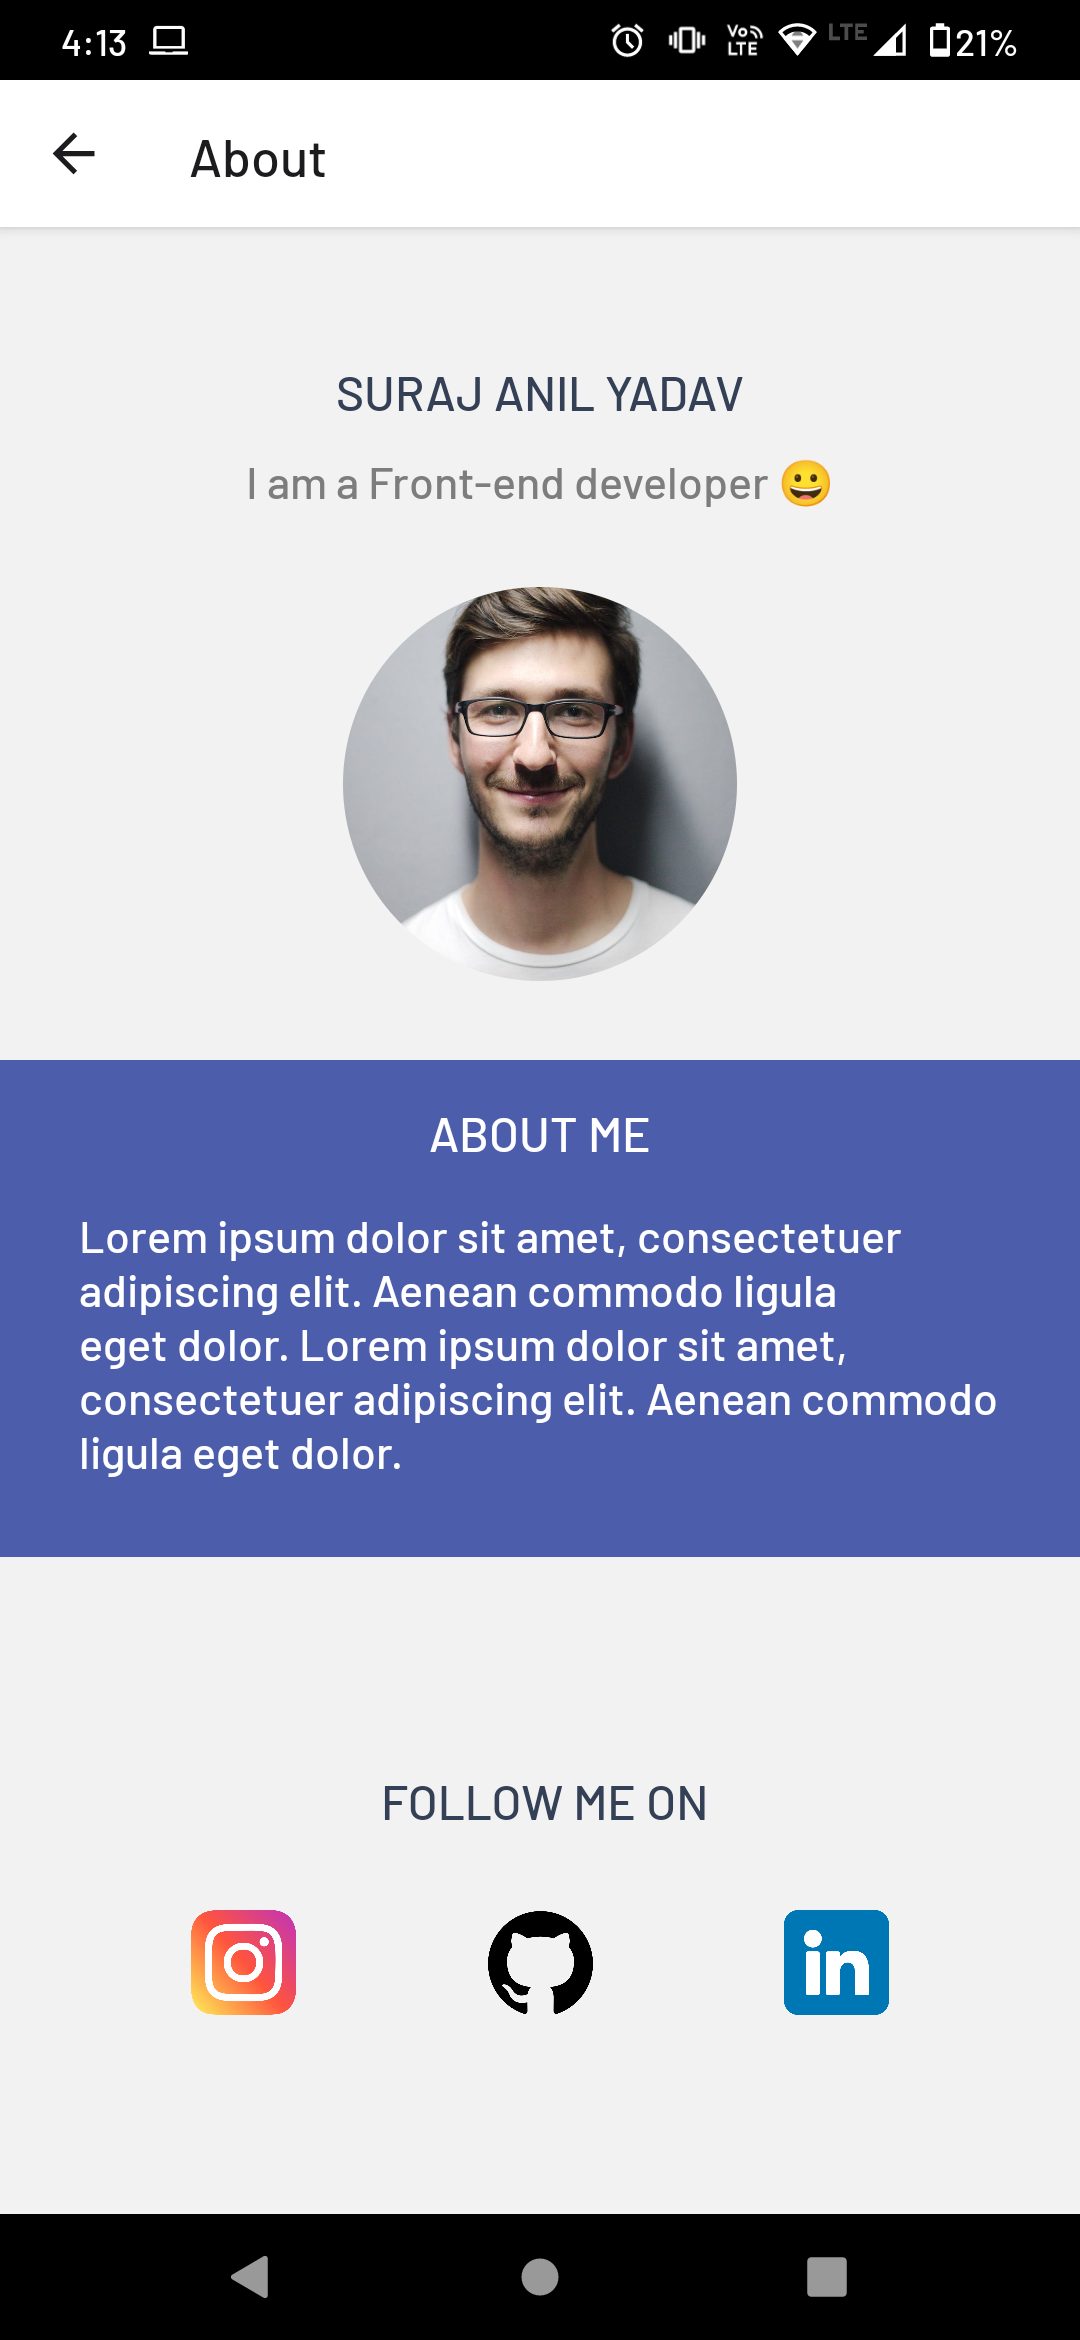 4:13 Vo LTE LTE 21%
About
SURAJ ANIL YADAV
I am a Front-end developer 😀
ABOUT ME
Lorem ipsum dolor sit amet, consectetuer
adipiscing elit. Aenean commodo ligula
eget dolor. Lorem ipsum dolor sit amet,
consectetuer adipiscing elit. Aenean commodo
ligula eget dolor.
FOLLOW ME ON
in